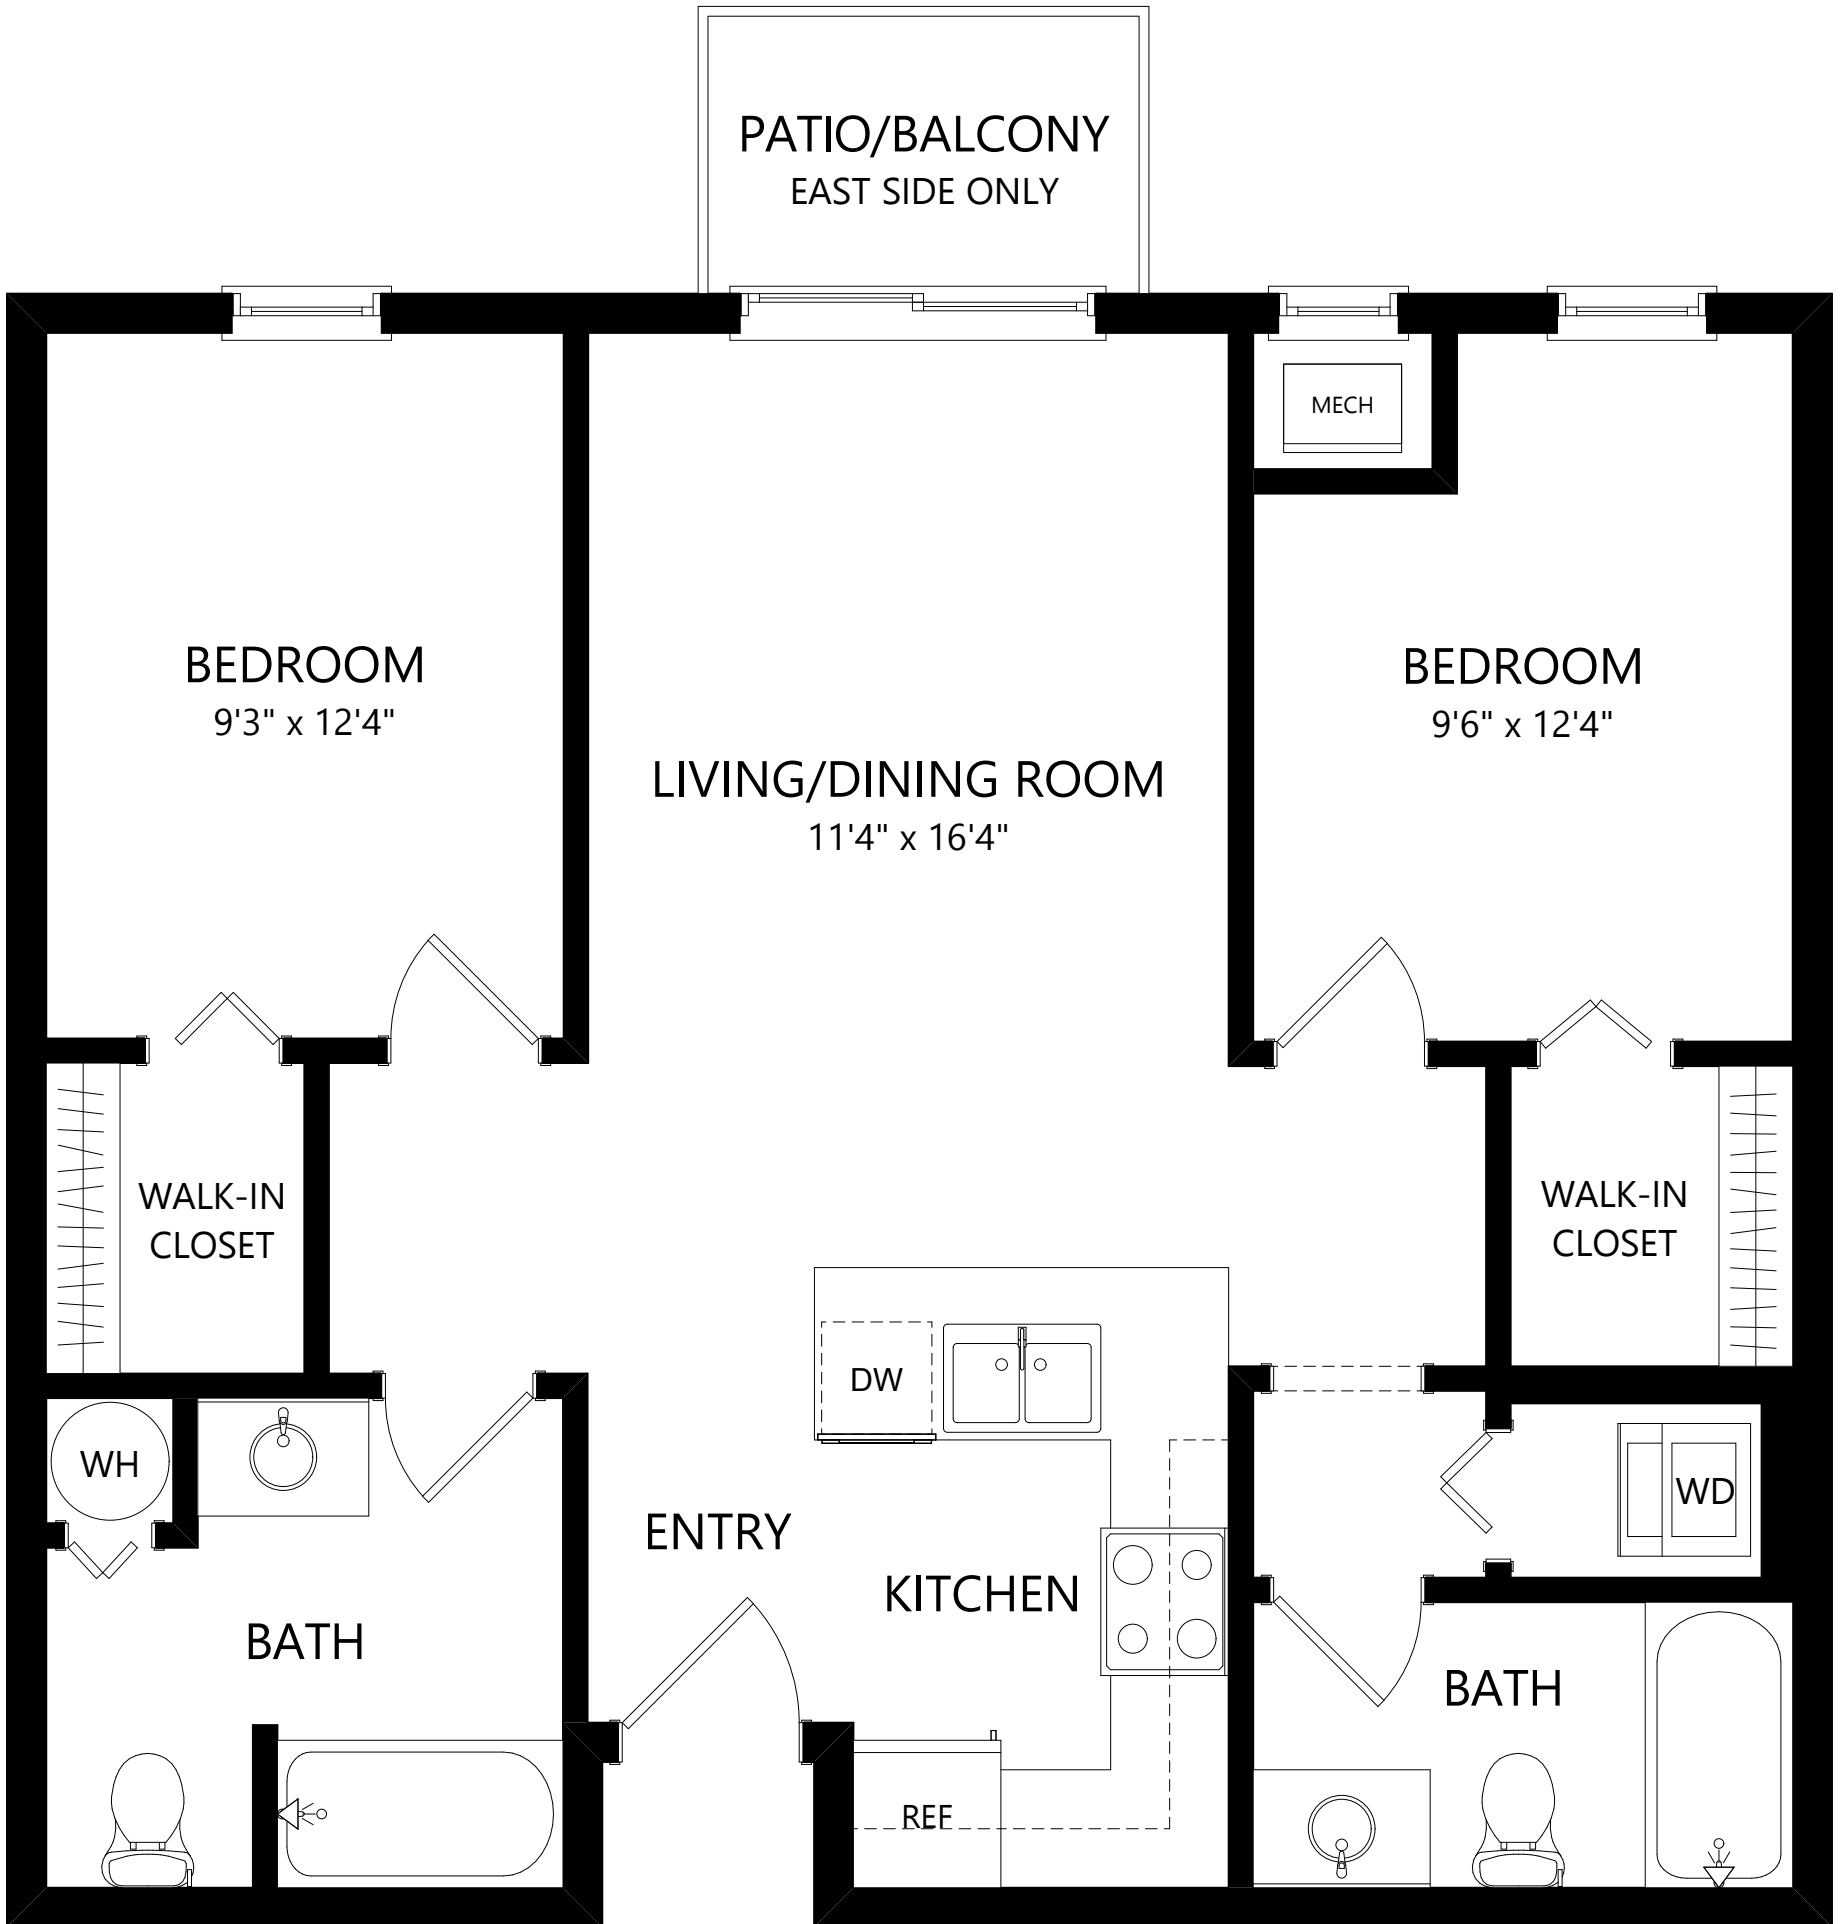 PATIO/BALCONY
EAST SIDE ONLY
MECH
BEDROOM
9'3" x 12'4"
BEDROOM
9'6" x 12'4"
LIVING/DINING ROOM
11'4" x 16'4"
WALK-IN
CLOSET
WALK-IN
CLOSET
DW
WH
WD
ENTRY
KITCHEN
BATH
BATH
REF